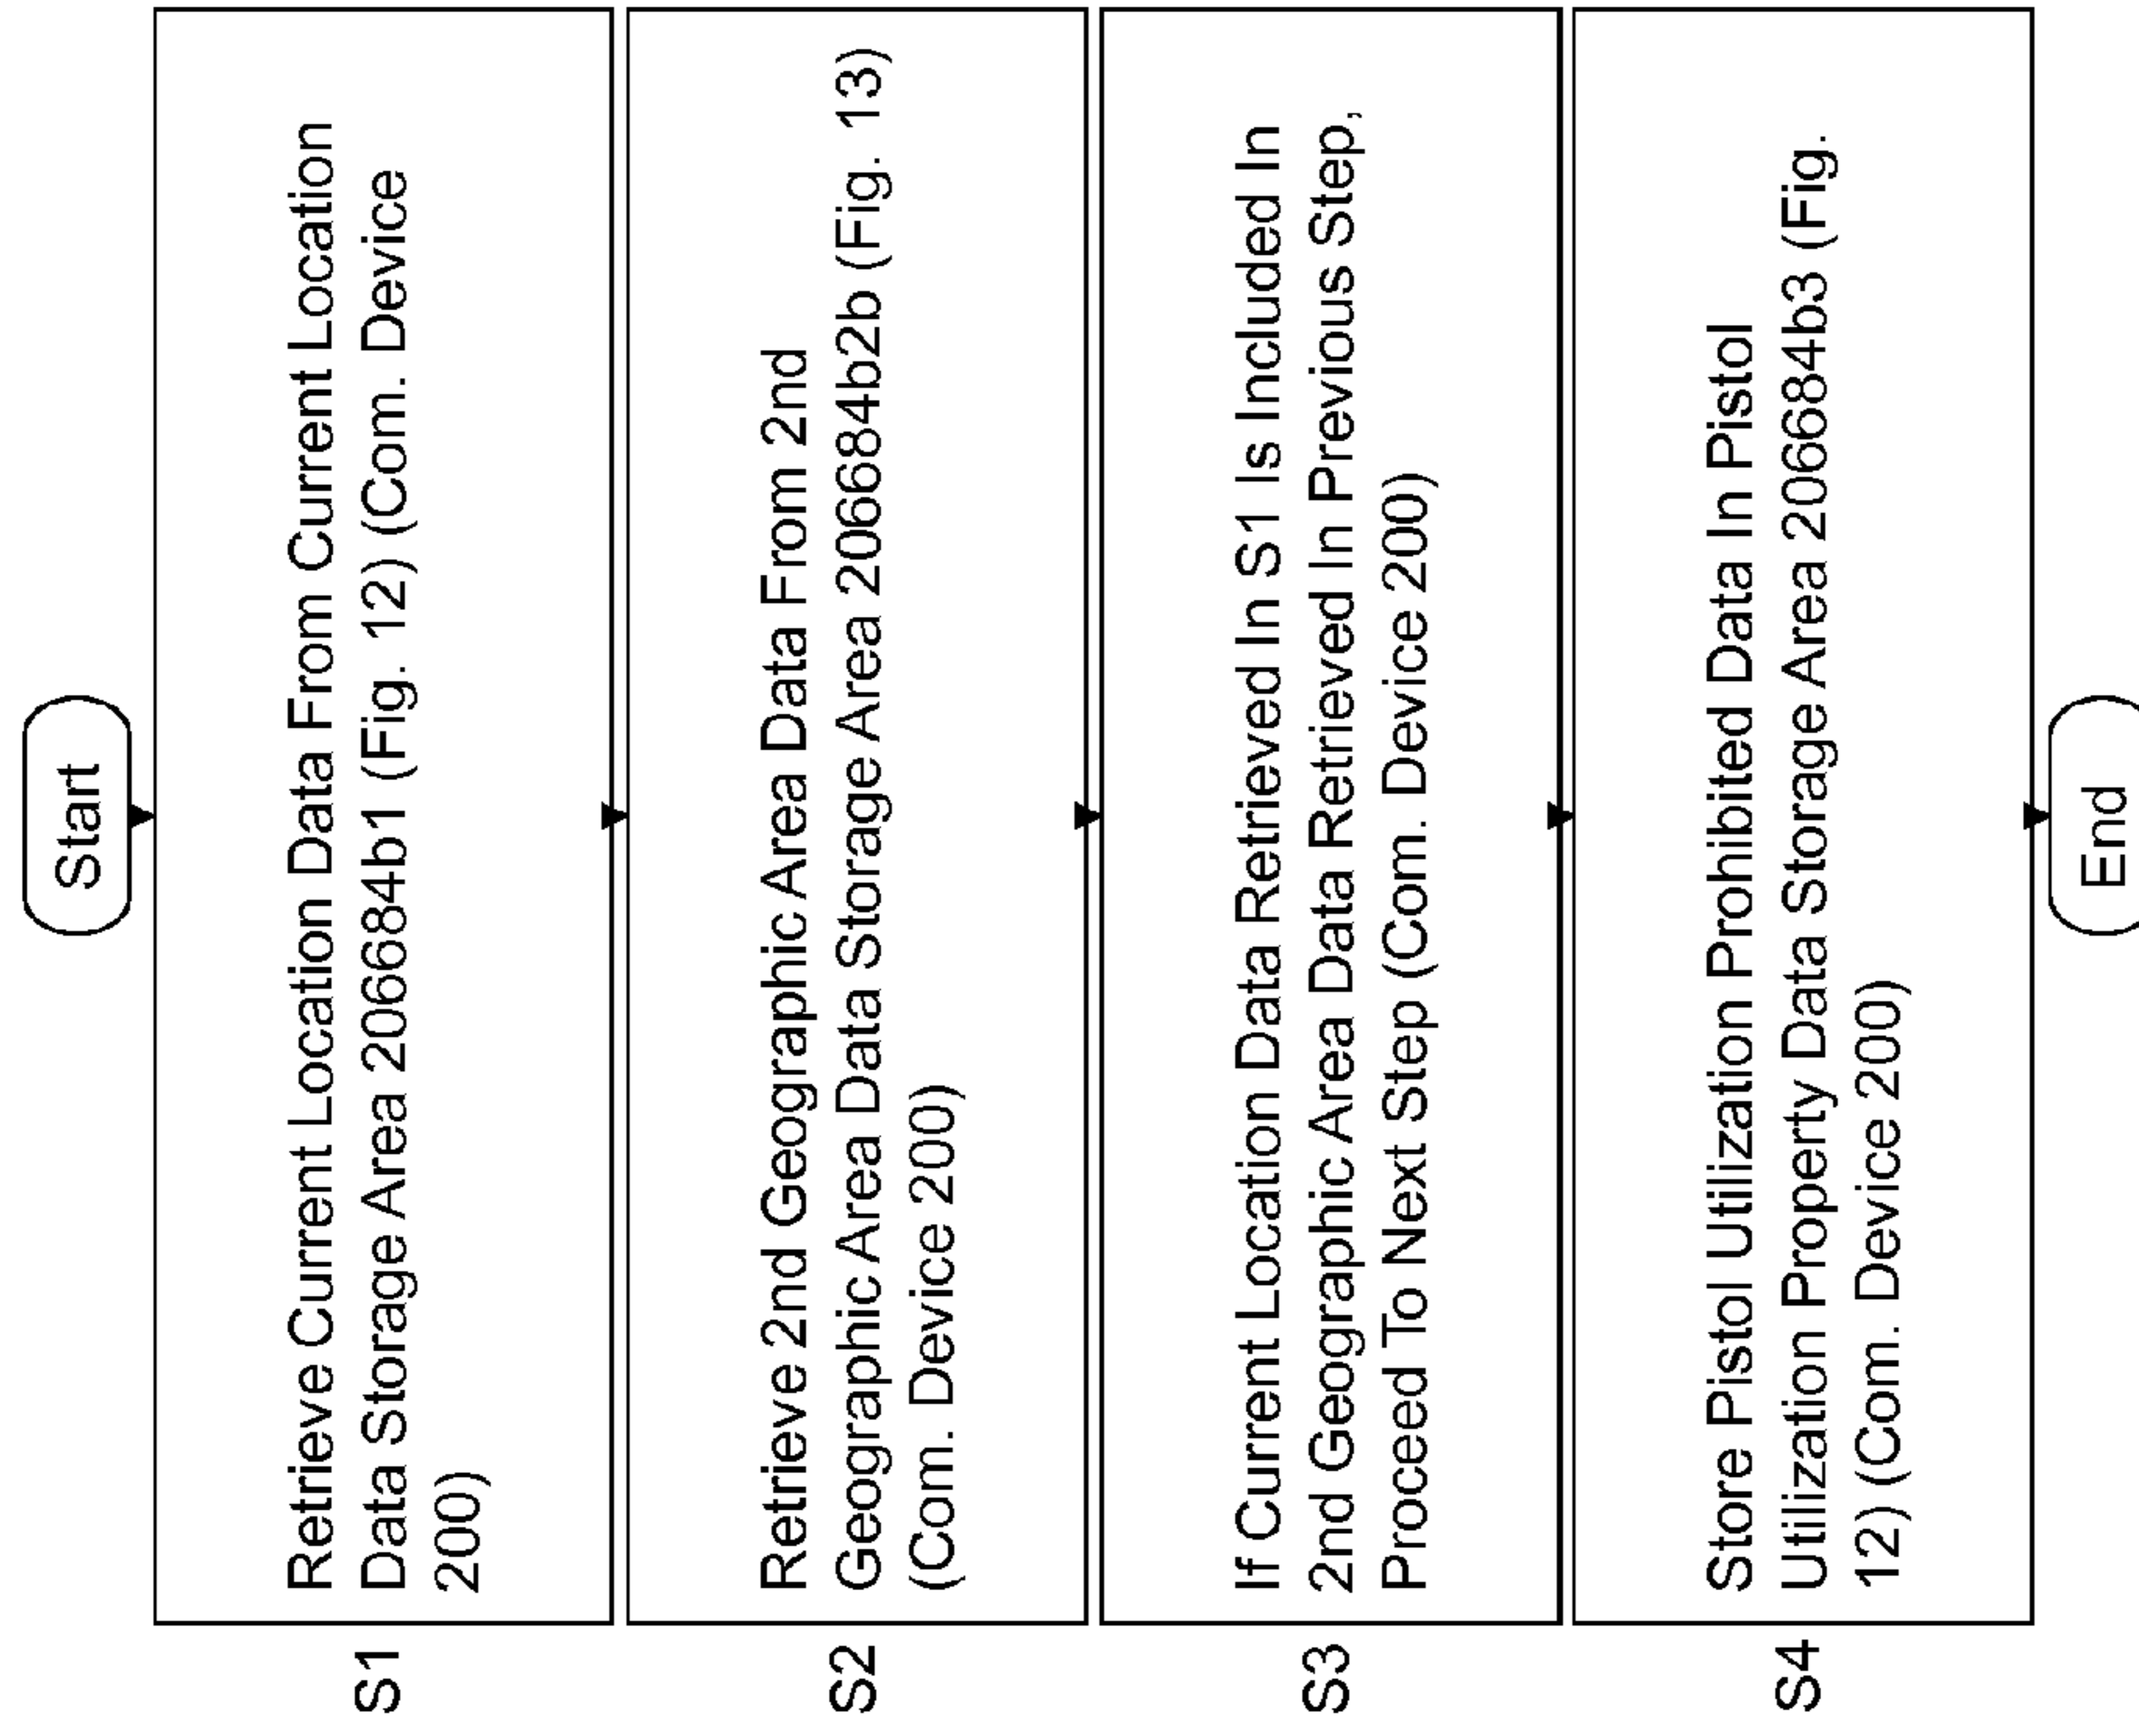 Start
S1
Retrieve Current Location Data From Current Location
Data Storage Area 206684b1 (Fig. 12) (Com. Device
200)
S2
Retrieve 2nd Geographic Area Data From 2nd
Geographic Area Data Storage Area 206684b2b (Fig. 13)
(Com. Device 200)
S3
If Current Location Data Retrieved In S1 Is Included In
2nd Geographic Area Data Retrieved In Previous Step,
Proceed To Next Step (Com. Device 200)
S4
Store Pistol Utilization Prohibited Data In Pistol
Utilization Property Data Storage Area 206684b3 (Fig.
12) (Com. Device 200)
End